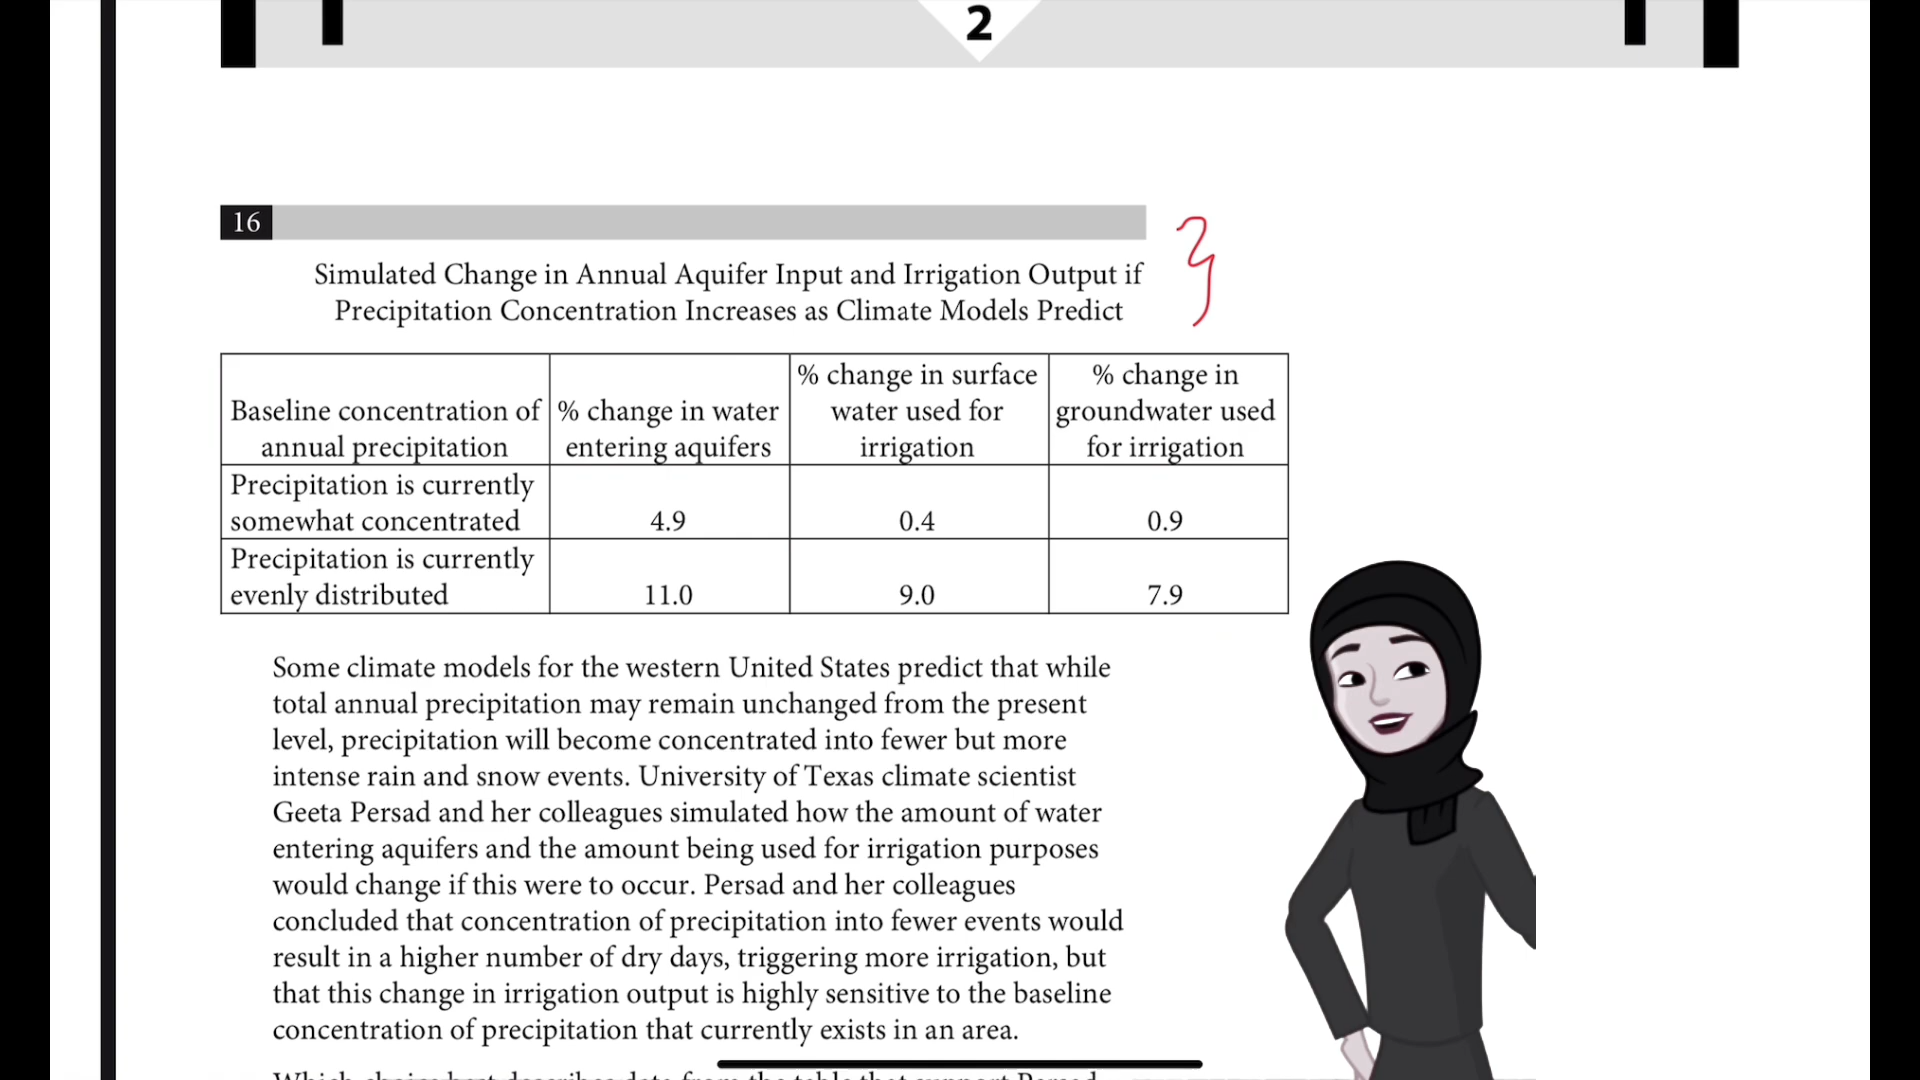 2
16
Simulated Change in Annual Aquifer Input and Irrigation Output if
Precipitation Concentration Increases as Climate Models Predict
Baseline concentration of annual precipitation
% change in water entering aquifers
% change in surface water used for irrigation
% change in groundwater used for irrigation
Precipitation is currently somewhat concentrated
4.9
0.4
0.9
Precipitation is currently evenly distributed
11.0
9.0
7.9
Some climate models for the western United States predict that while
total annual precipitation may remain unchanged from the present
level, precipitation will become concentrated into fewer but more
intense rain and snow events. University of Texas climate scientist
Geeta Persad and her colleagues simulated how the amount of water
entering aquifers and the amount being used for irrigation purposes
would change if this were to occur. Persad and her colleagues
concluded that concentration of precipitation into fewer events would
result in a higher number of dry days, triggering more irrigation, but
that this change in irrigation output is highly sensitive to the baseline
concentration of precipitation that currently exists in an area.